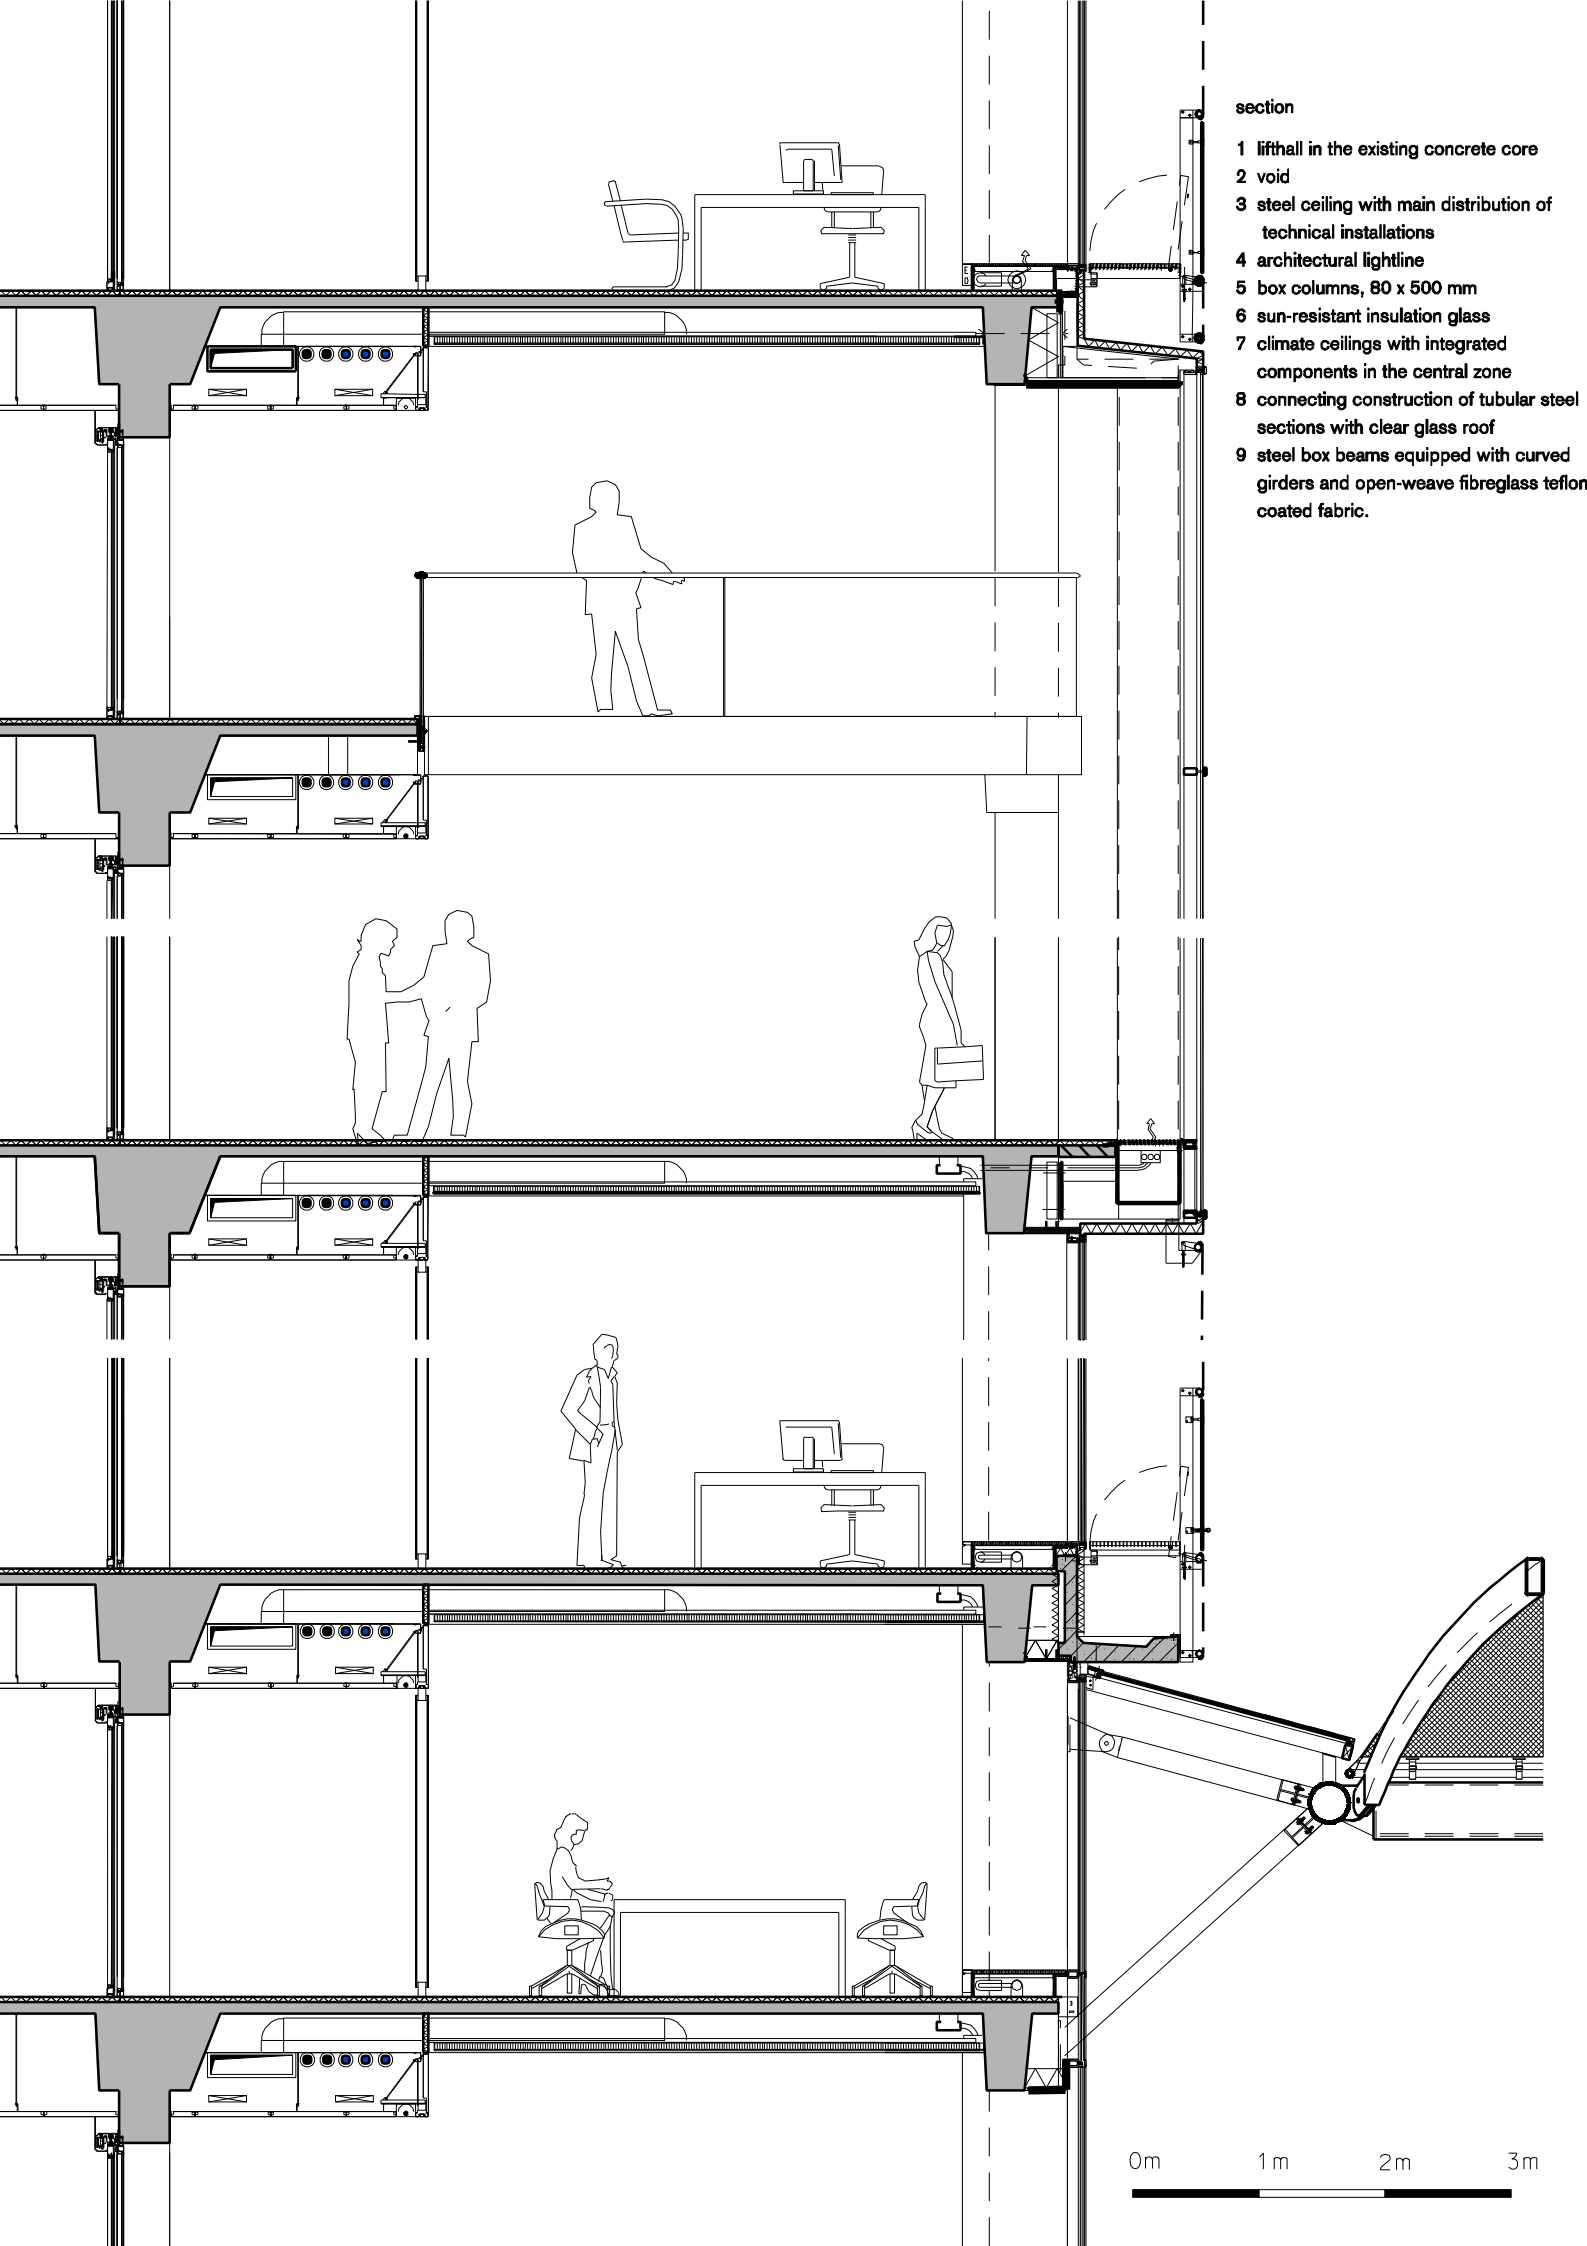 section
1 lifthall in the existing concrete core
2 void
3 steel ceiling with main distribution of
technical installations
4 architectural lightline
5 box columns, 80 x 500 mm
6 sun-resistant insulation glass
7 climate ceilings with integrated
components in the central zone
8 connecting construction of tubular steel
sections with clear glass roof
9 steel box beams equipped with curved
girders and open-weave fibreglass teflon
coated fabric.
0m 1m 2m 3m